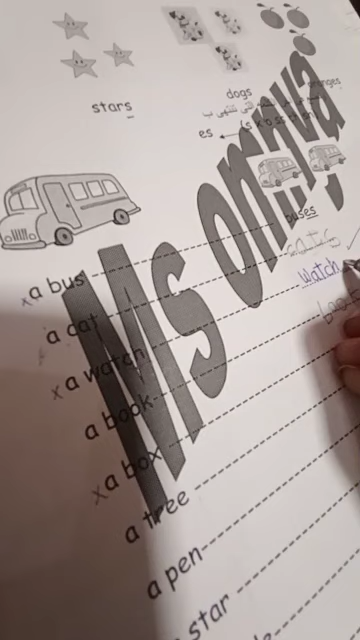 stars
dogs
oranges
es
Ms omnya
a bus buses
a cat cats
a watch Watch
a book
a box
a tree
a pen
star